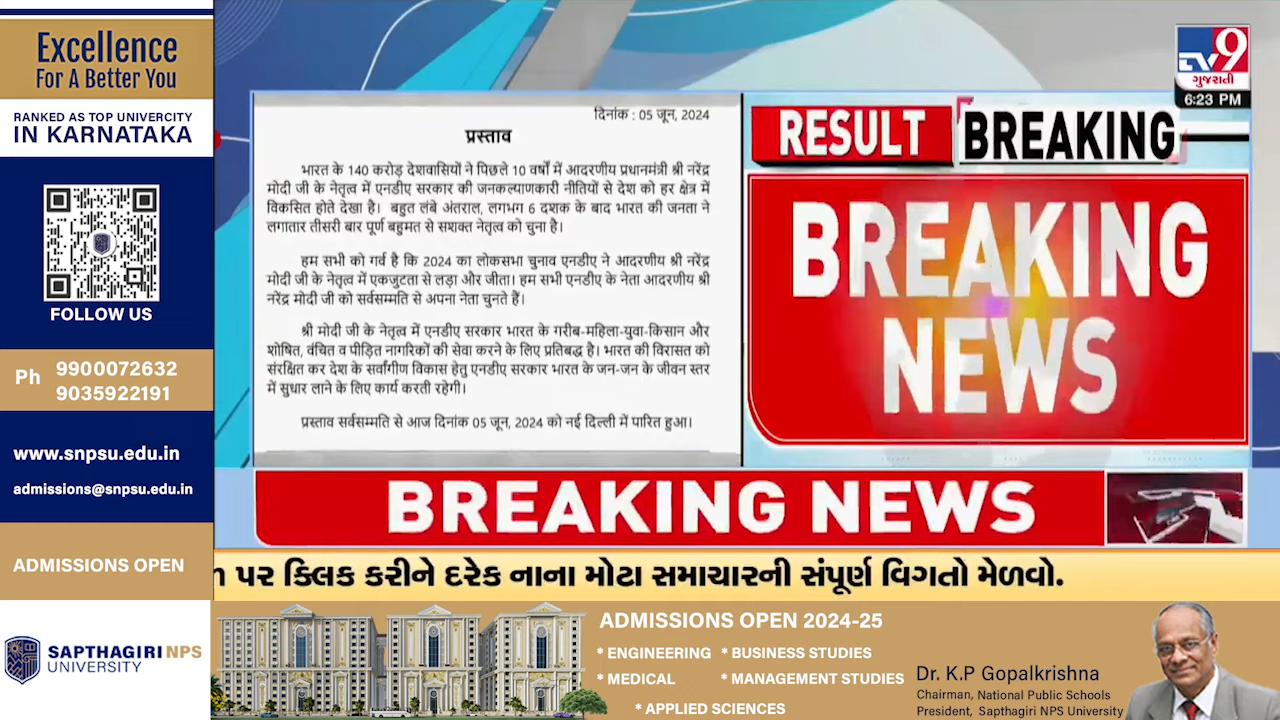 Excellence
For A Better You
RANKED AS TOP UNIVERCITY
IN KARNATAKA
FOLLOW US
Ph 9900072632
9035922191
www.snpsu.edu.in
admissions@snpsu.edu.in
ADMISSIONS OPEN
SAPTHAGIRI NPS
UNIVERSITY
दिनांक : 05 जून, 2024
प्रस्ताव
भारत के 140 करोड़ देशवासियों ने पिछले 10 वर्षों में आदरणीय प्रधानमंत्री श्री नरेंद्र
मोदी जी के नेतृत्व में एनडीए सरकार की जनकल्याणकारी नीतियों से देश को हर क्षेत्र में
विकसित होते देखा है। बहुत लंबे अंतराल, लगभग 6 दशक के बाद भारत की जनता ने
लगातार तीसरी बार पूर्ण बहुमत से सशक्त नेतृत्व को चुना है।
हम सभी को गर्व है कि 2024 का लोकसभा चुनाव एनडीए ने आदरणीय श्री नरेंद्र
मोदी जी के नेतृत्व में एकजुटता से लड़ा और जीता। हम सभी एनडीए के नेता आदरणीय श्री
नरेंद्र मोदी जी को सर्वसम्मति से अपना नेता चुनते हैं।
श्री मोदी जी के नेतृत्व में एनडीए सरकार भारत के गरीब-महिला-युवा-किसान और
शोषित, वंचित व पीड़ित नागरिकों की सेवा करने के लिए प्रतिबद्ध है। भारत की विरासत को
संरक्षित कर देश के सर्वांगीण विकास हेतु एनडीए सरकार भारत के जन-जन के जीवन स्तर
में सुधार लाने के लिए कार्य करती रहेगी।
प्रस्ताव सर्वसम्मति से आज दिनांक 05 जून, 2024 को नई दिल्ली में पारित हुआ।
TV9
ગુજરાતી
6:23 PM
RESULT BREAKING
BREAKING
NEWS
BREAKING NEWS
પર ક્લિક કરીને દરેક નાના મોટા સમાચારની સંપૂર્ણ વિગતો મેળવો.
ADMISSIONS OPEN 2024-25
* ENGINEERING * BUSINESS STUDIES
* MEDICAL * MANAGEMENT STUDIES
* APPLIED SCIENCES
Dr. K.P Gopalkrishna
Chairman, National Public Schools
President, Sapthagiri NPS University